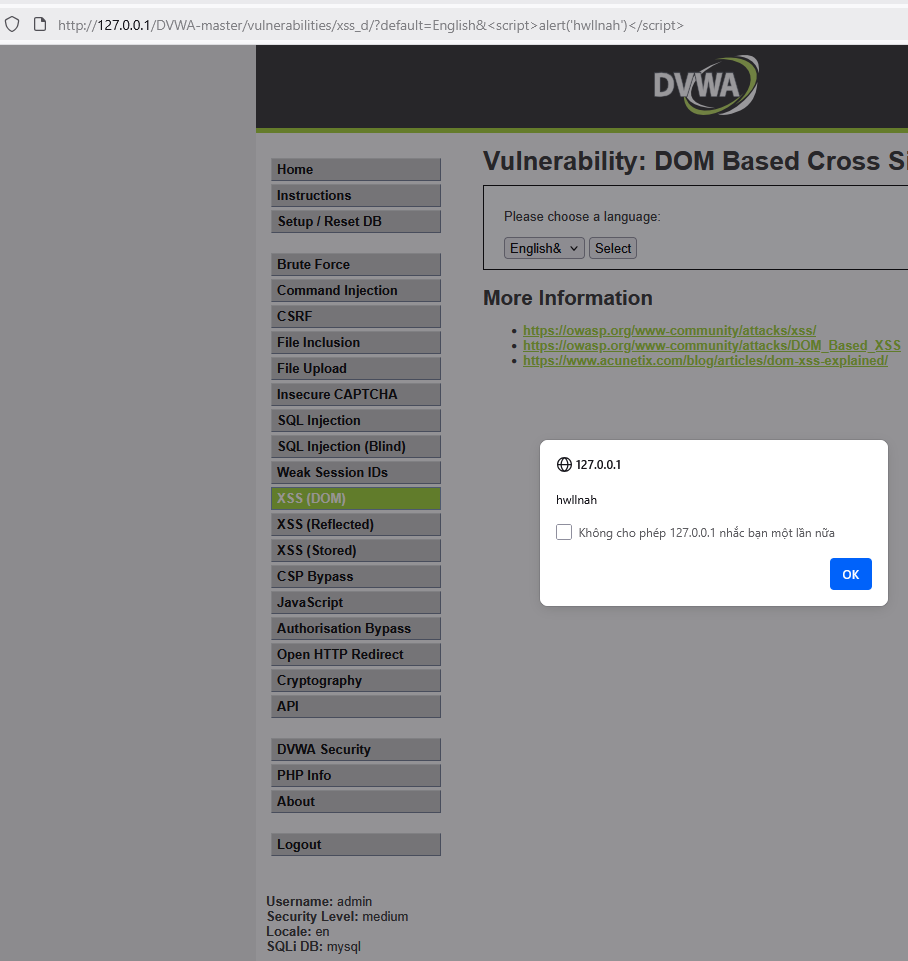 http://127.0.0.1/DVWA-master/vulnerabilities/xss_d/?default=English&<script>alert('hwllnah')</script>
DVWA
Home
Instructions
Setup / Reset DB
Brute Force
Command Injection
CSRF
File Inclusion
File Upload
Insecure CAPTCHA
SQL Injection
SQL Injection (Blind)
Weak Session IDs
XSS (DOM)
XSS (Reflected)
XSS (Stored)
CSP Bypass
JavaScript
Authorisation Bypass
Open HTTP Redirect
Cryptography
API
DVWA Security
PHP Info
About
Logout
Username: admin
Security Level: medium
Locale: en
SQLi DB: mysql
Vulnerability: DOM Based Cross Si
Please choose a language:
English& Select
More Information
https://owasp.org/www-community/attacks/xss/
https://owasp.org/www-community/attacks/DOM_Based_XSS
https://www.acunetix.com/blog/articles/dom-xss-explained/
127.0.0.1
hwllnah
Không cho phép 127.0.0.1 nhắc bạn một lần nữa
OK